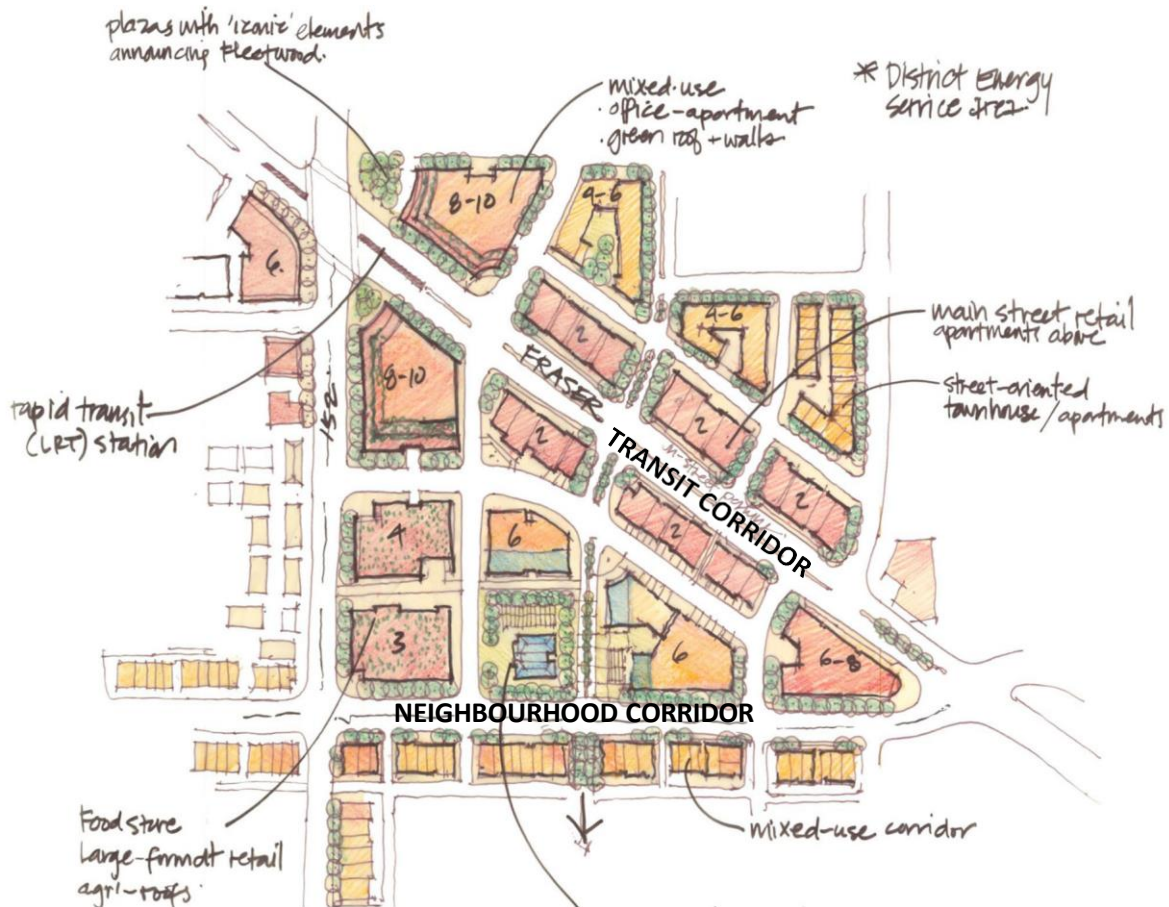 plazas with 'iconic' elements
announcing Fleetwood.
mixed-use
· office-apartment
· green roof + walls
* District Energy
service area
8-10
4-6
6
4-6
2
main street retail
apartments above
8-10
FRASER
street-oriented
townhouse/apartments
rapid transit
(LRT) station
152
2
2
TRANSIT CORRIDOR
2
4
6
2
3
6
6-8
NEIGHBOURHOOD CORRIDOR
Food store
large-format retail
agri-roofs
mixed-use corridor